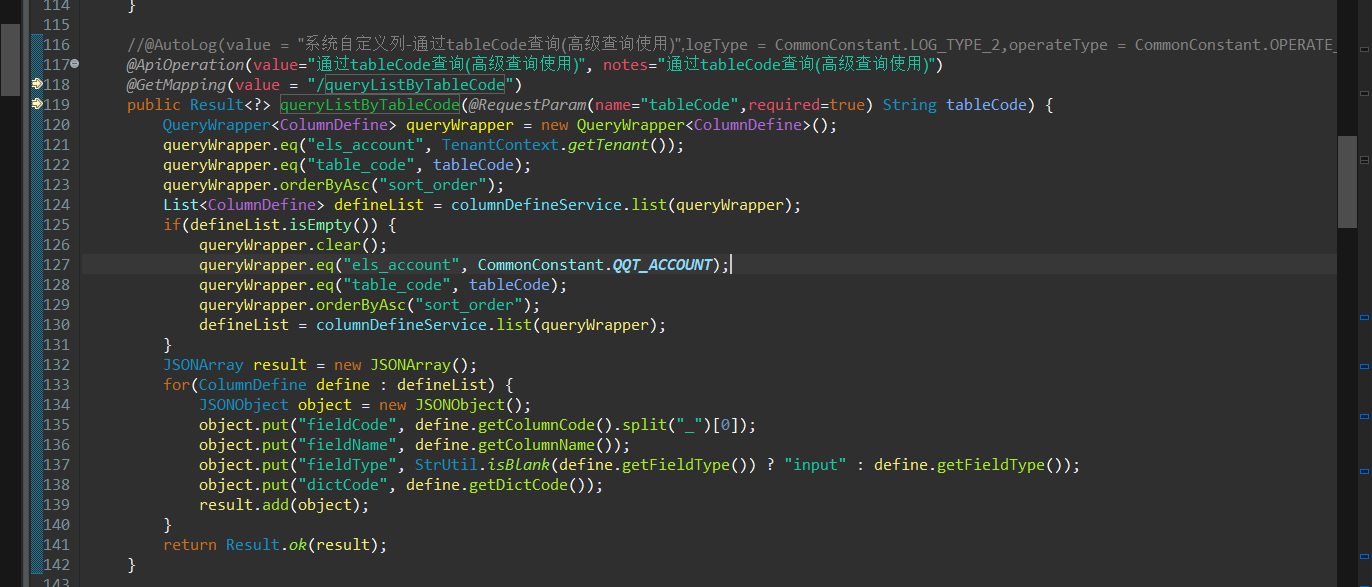 114 }
115
116 //@AutoLog(value = "系统自定义列-通过tableCode查询(高级查询使用)",logType = CommonConstant.LOG_TYPE_2,operateType = CommonConstant.OPERATE_
117 @ApiOperation(value="通过tableCode查询(高级查询使用)", notes="通过tableCode查询(高级查询使用)")
118 @GetMapping(value = "/queryListByTableCode")
119 public Result<?> queryListByTableCode(@RequestParam(name="tableCode",required=true) String tableCode) {
120 QueryWrapper<ColumnDefine> queryWrapper = new QueryWrapper<ColumnDefine>();
121 queryWrapper.eq("els_account", TenantContext.getTenant());
122 queryWrapper.eq("table_code", tableCode);
123 queryWrapper.orderByAsc("sort_order");
124 List<ColumnDefine> defineList = columnDefineService.list(queryWrapper);
125 if(defineList.isEmpty()) {
126 queryWrapper.clear();
127 queryWrapper.eq("els_account", CommonConstant.QQT_ACCOUNT);
128 queryWrapper.eq("table_code", tableCode);
129 queryWrapper.orderByAsc("sort_order");
130 defineList = columnDefineService.list(queryWrapper);
131 }
132 JSONArray result = new JSONArray();
133 for(ColumnDefine define : defineList) {
134 JSONObject object = new JSONObject();
135 object.put("fieldCode", define.getColumnCode().split("_")[0]);
136 object.put("fieldName", define.getColumnName());
137 object.put("fieldType", StrUtil.isBlank(define.getFieldType()) ? "input" : define.getFieldType());
138 object.put("dictCode", define.getDictCode());
139 result.add(object);
140 }
141 return Result.ok(result);
142 }
143